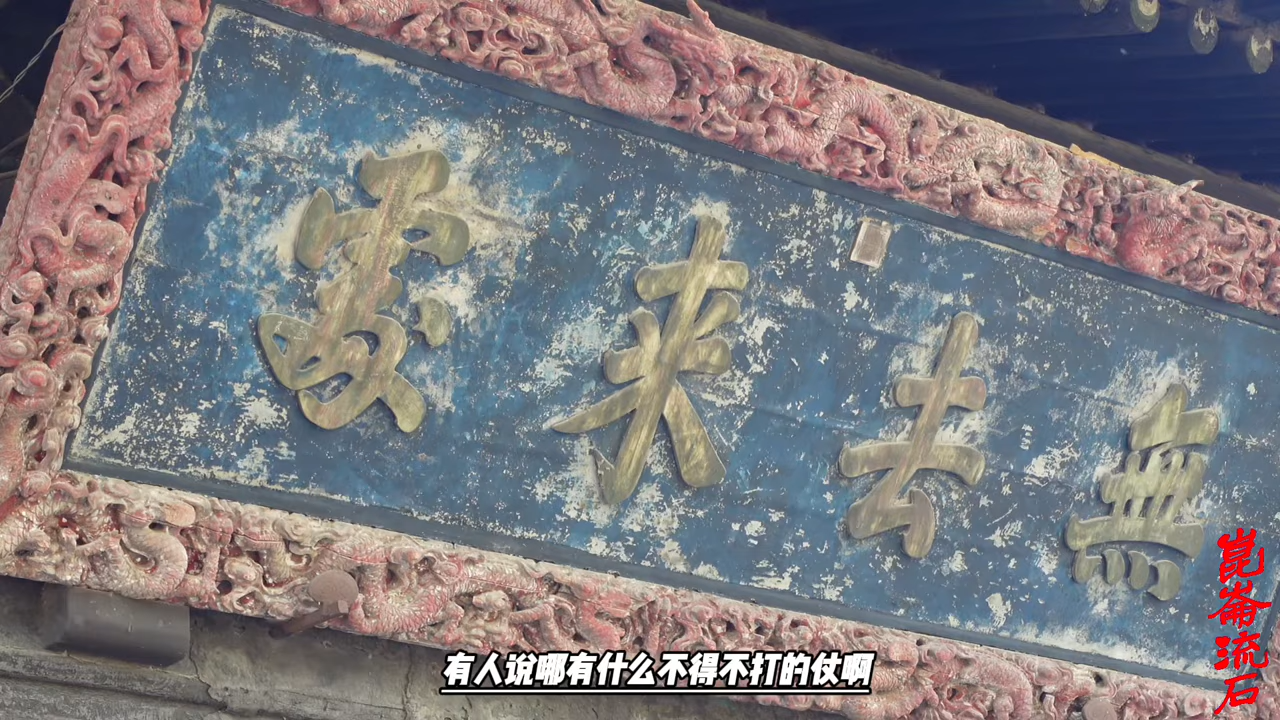 無去来處
有人说哪有什么不得不打的仗啊
崑崙流石